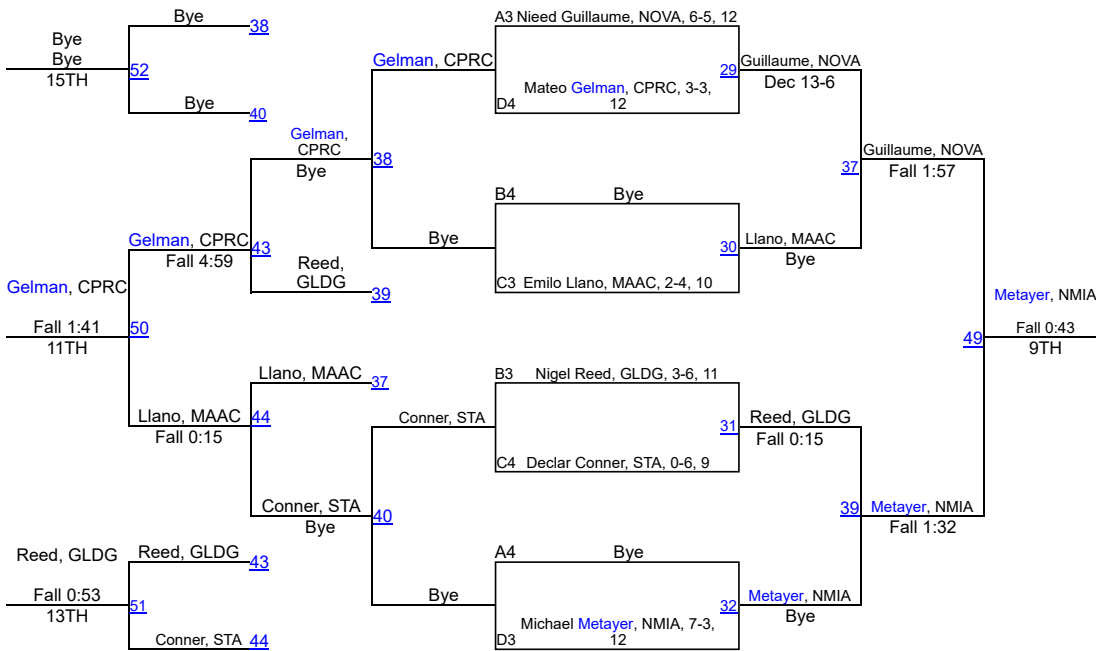 Bye
38
Bye
Bye
15TH
52
Bye
40
A3 Nieed Guillaume, NOVA, 6-5, 12
Gelman, CPRC
29
Guillaume, NOVA
Dec 13-6
Mateo Gelman, CPRC, 3-3,
12
D4
Gelman,
CPRC
Bye
38
37
Guillaume, NOVA
Fall 1:57
B4
Bye
Bye
30
Llano, MAAC
Bye
C3 Emilo Llano, MAAC, 2-4, 10
Gelman, CPRC
Fall 4:59
43
Reed,
GLDG
39
Gelman, CPRC
Fall 1:41
11TH
50
Metayer, NMIA
Fall 0:43
9TH
49
Llano, MAAC
37
B3
Nigel Reed, GLDG, 3-6, 11
Llano, MAAC
Fall 0:15
44
Conner, STA
31
Reed, GLDG
Fall 0:15
C4 Declar Conner, STA, 0-6, 9
Conner, STA
Bye
40
39
Metayer, NMIA
Fall 1:32
Reed, GLDG
Fall 0:53
13TH
Reed, GLDG
43
51
Conner, STA
44
A4
Bye
Bye
32
Metayer, NMIA
Bye
Michael Metayer, NMIA, 7-3,
12
D3